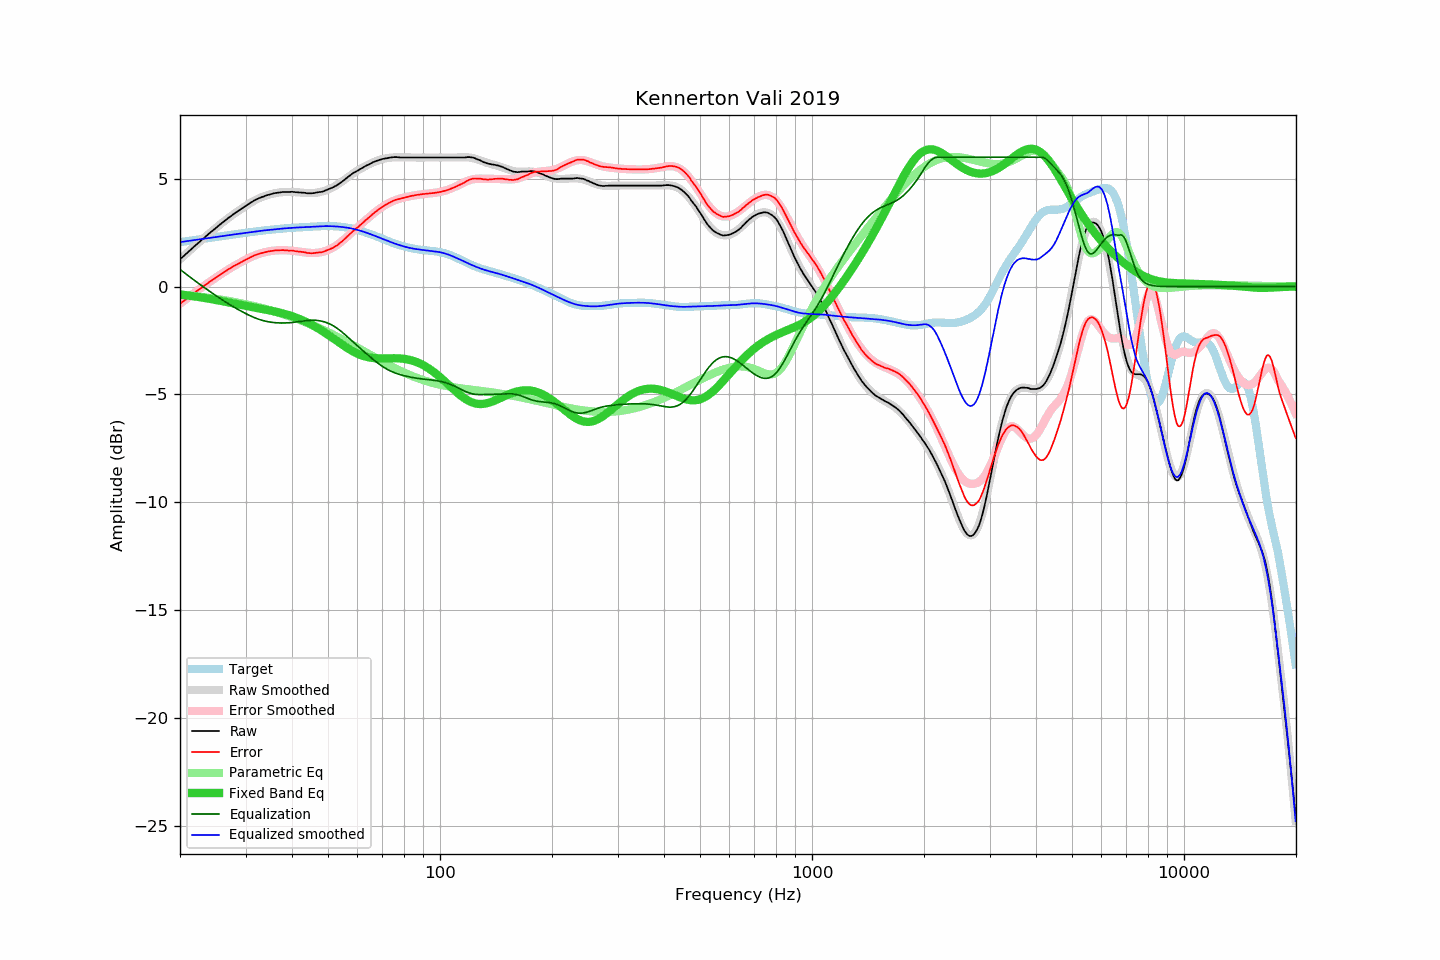 Kennerton Vali 2019
5
0
−5
−10
−15
−20
−25
Amplitude (dBr)
Target
Raw Smoothed
Error Smoothed
Raw
Error
Parametric Eq
Fixed Band Eq
Equalization
Equalized smoothed
100 1000 10000
Frequency (Hz)